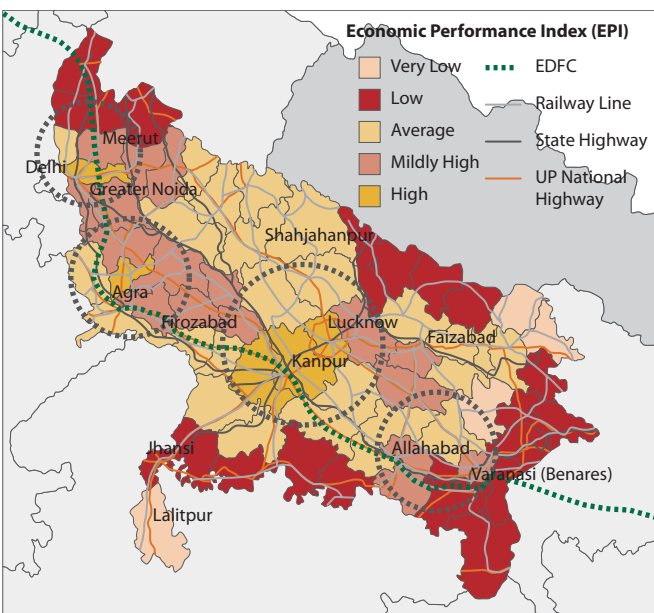 Economic Performance Index (EPI)
Very Low
Low
Average
Mildly High
High
EDFC
Railway Line
State Highway
UP National
Highway
Meerut
Delhi
Greater Noida
Shahjahanpur
Agra
Firozabad
Lucknow
Faizabad
Kanpur
Jhansi
Allahabad
Varanasi (Benares)
Lalitpur